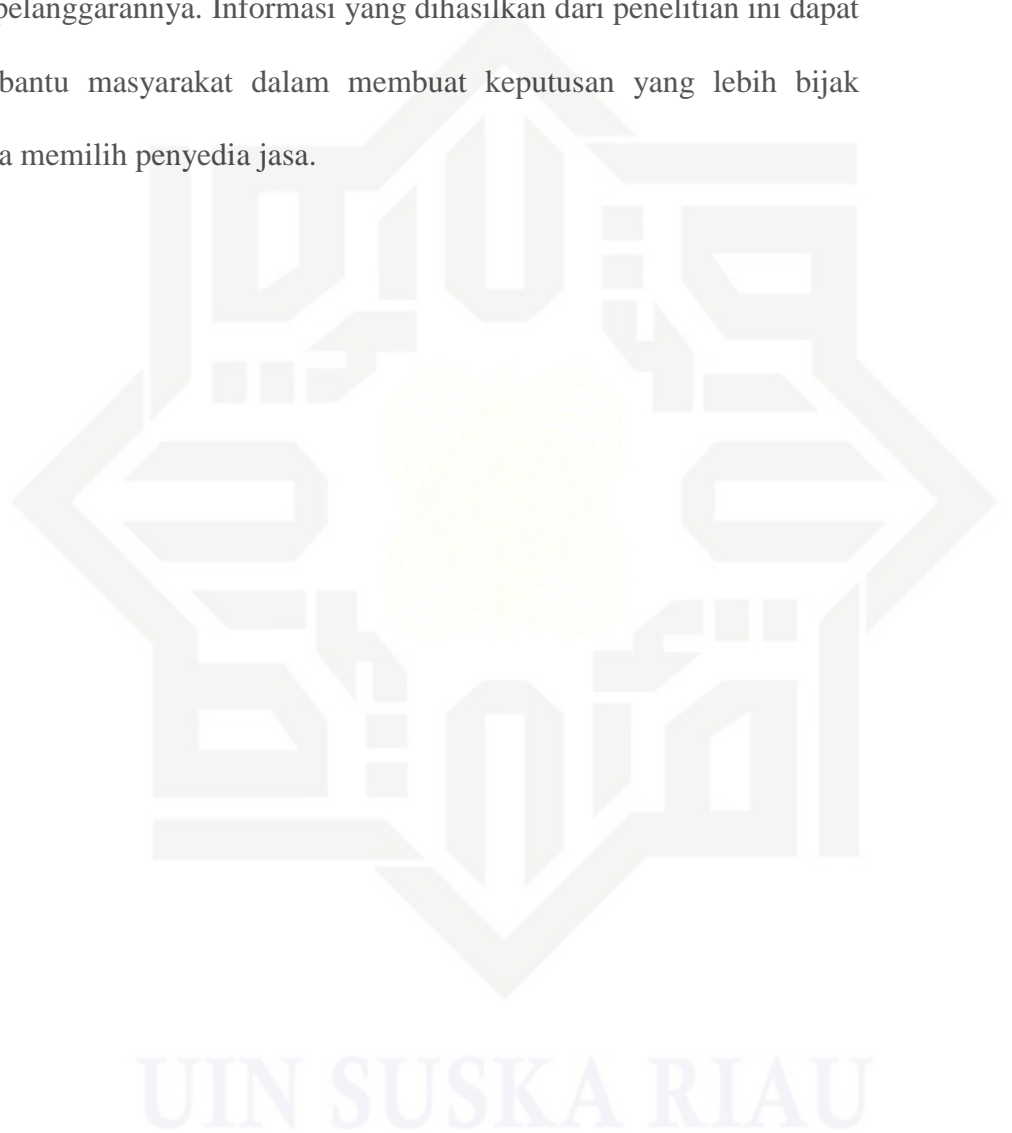 pelanggarannya. Informasi yang dihasilkan dari penelitian ini dapat
bantu masyarakat dalam membuat keputusan yang lebih bijak
a memilih penyedia jasa.
UIN SUSKA RIAU